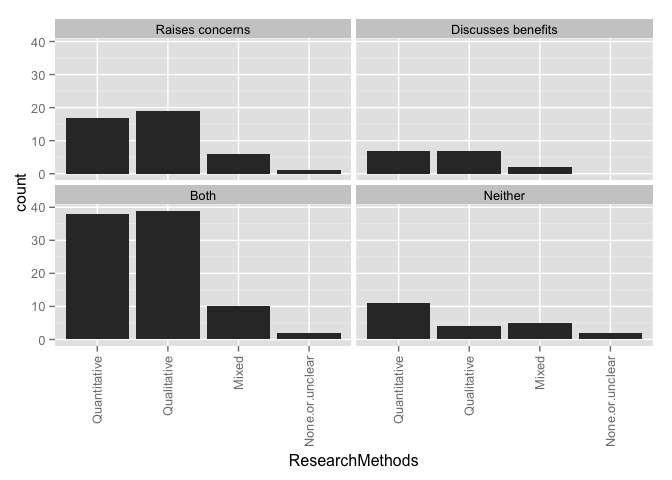 Raises concerns
Discusses benefits
40
30
20
10
0
count
Both
Neither
40
30
20
10
0
Quantitative
Qualitative
Mixed
None.or.unclear
Quantitative
Qualitative
Mixed
None.or.unclear
ResearchMethods